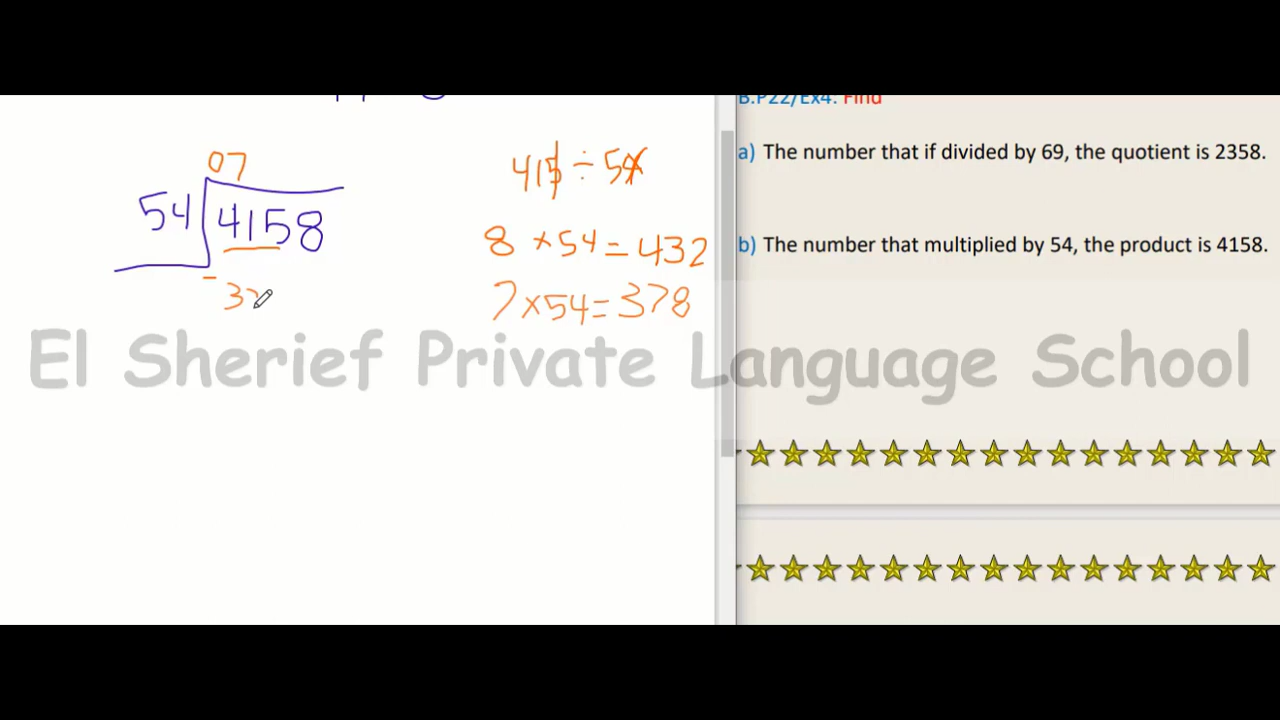 07
54 4158
- 37
415 ÷ 54
8 × 54 = 432
7 × 54 = 378
B.P22/Ex4: Find
a) The number that if divided by 69, the quotient is 2358.
b) The number that multiplied by 54, the product is 4158.
El Sherief Private Language School